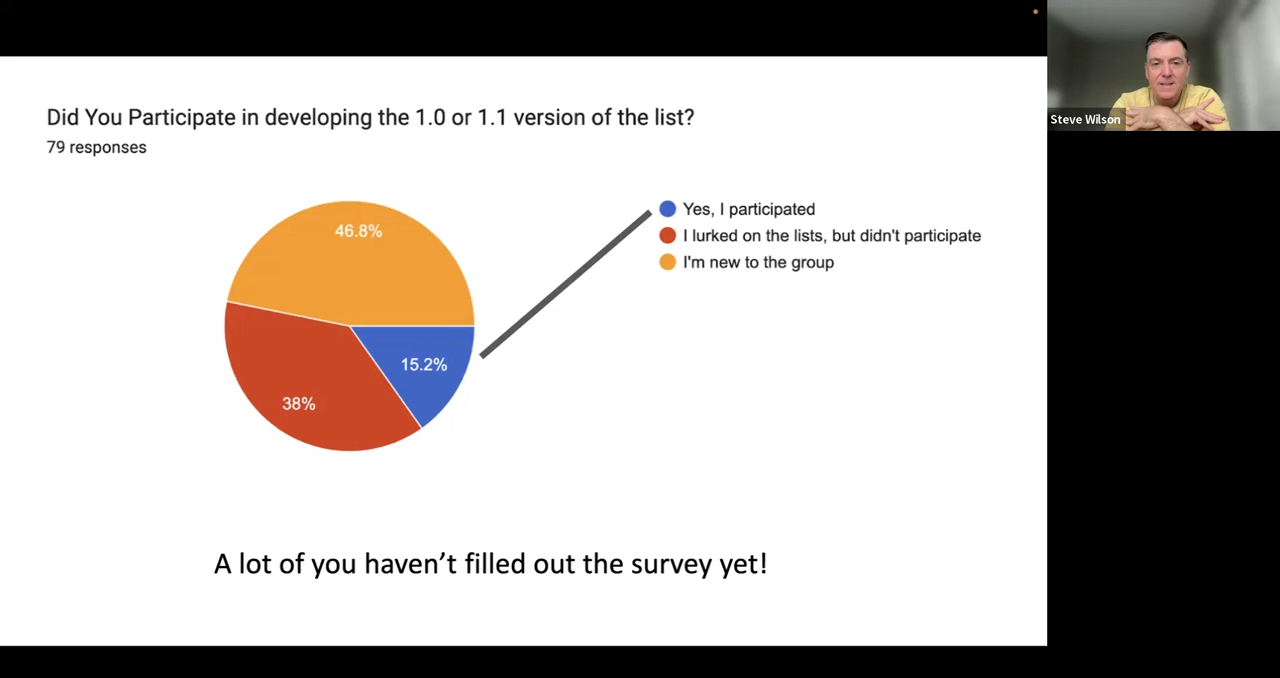 Did You Participate in developing the 1.0 or 1.1 version of the list?
79 responses
46.8%
15.2%
38%
Yes, I participated
I lurked on the lists, but didn't participate
I'm new to the group
A lot of you haven’t filled out the survey yet!
Steve Wilson